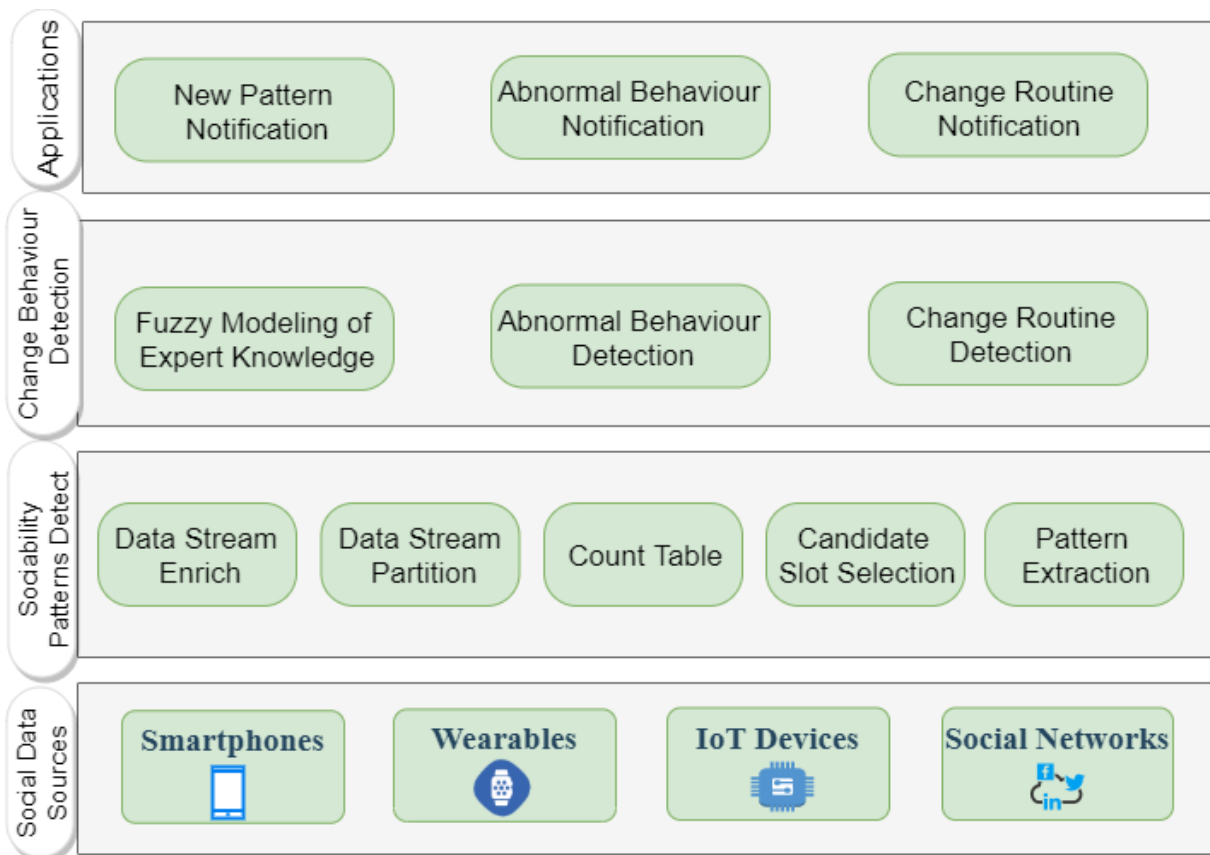 Applications
New Pattern
Notification
Abnormal Behaviour
Notification
Change Routine
Notification
Change Behaviour
Detection
Fuzzy Modeling of
Expert Knowledge
Abnormal Behaviour
Detection
Change Routine
Detection
Sociability
Patterns Detect
Data Stream
Enrich
Data Stream
Partition
Count Table
Candidate
Slot Selection
Pattern
Extraction
Social Data
Sources
Smartphones
Wearables
IoT Devices
Social Networks
f
in